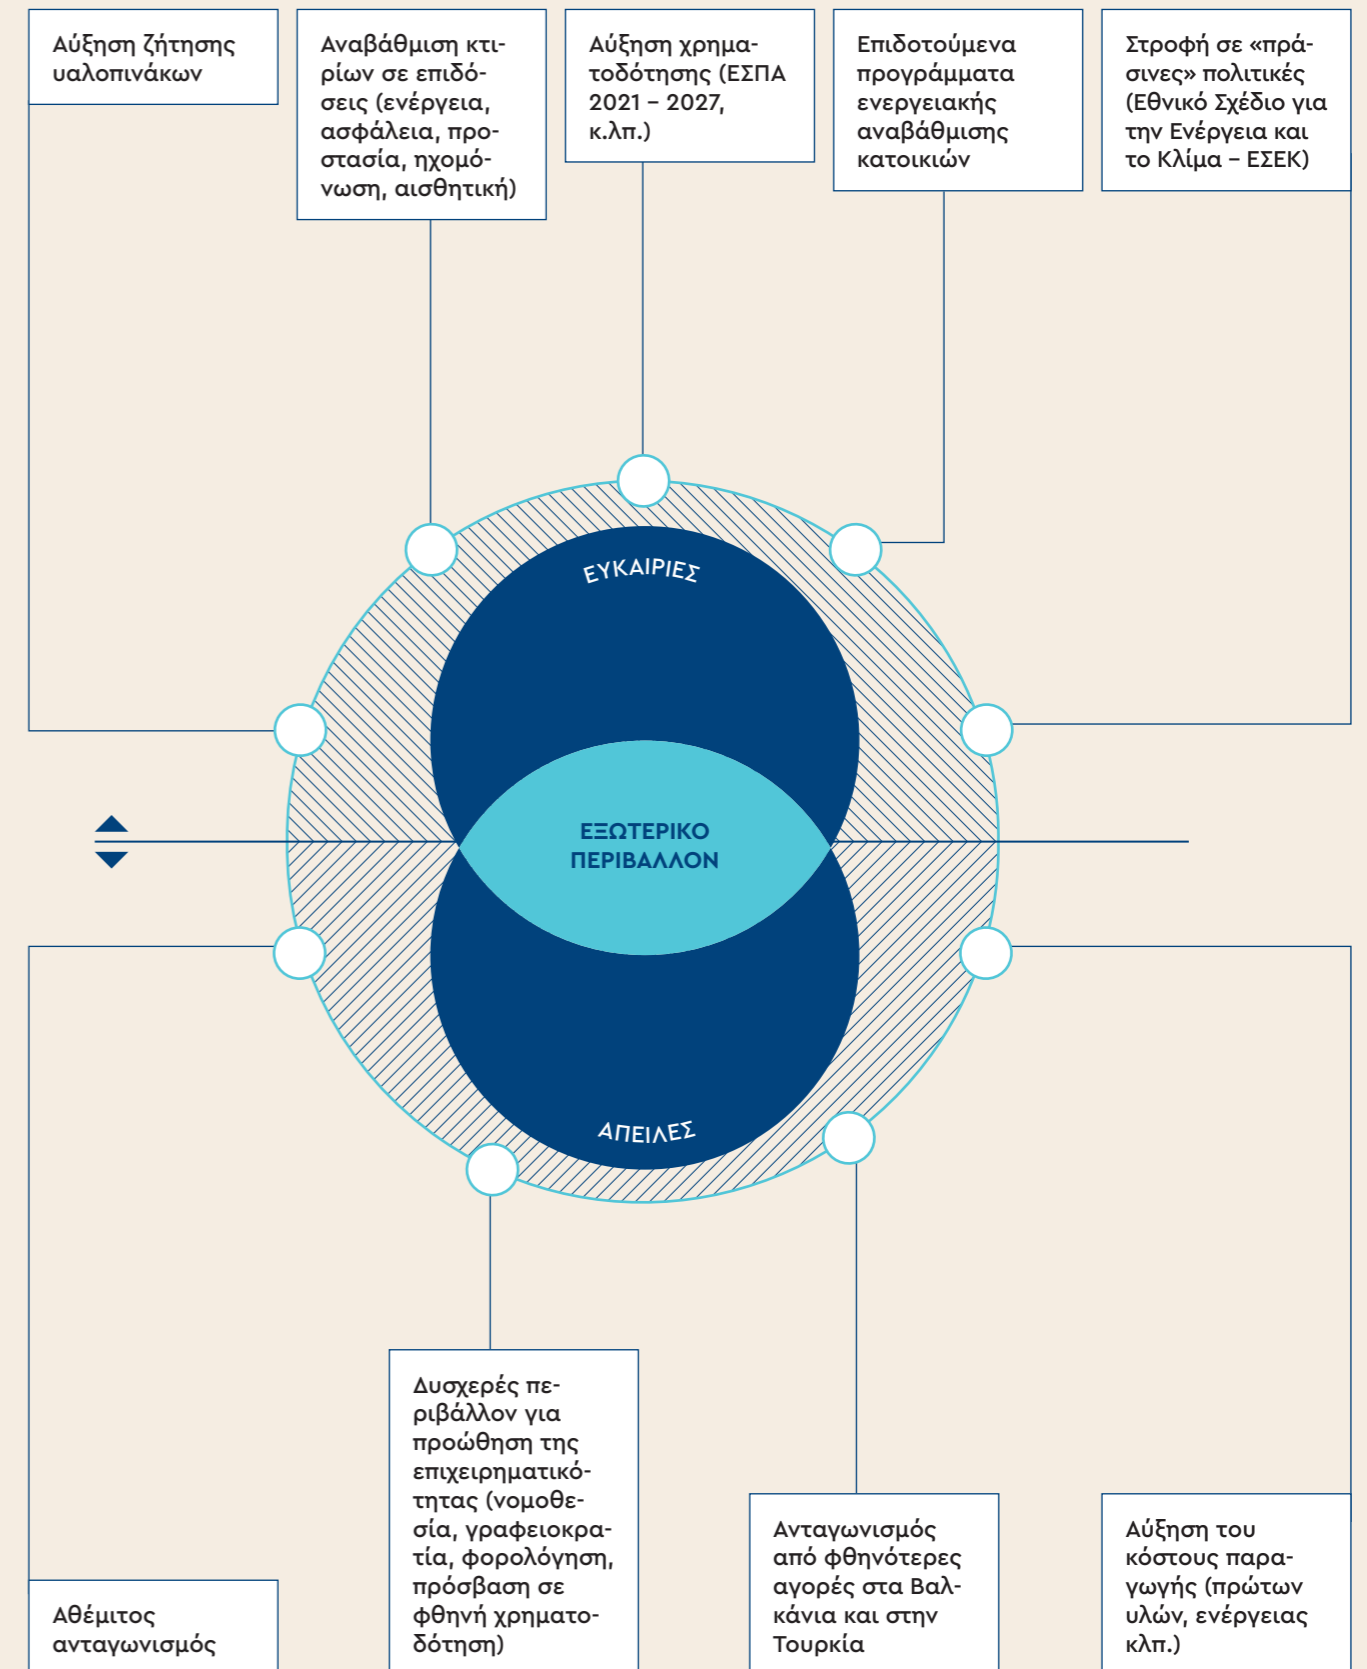 Αύξηση ζήτησης
υαλοπινάκων
Αναβάθμιση κτι-
ρίων σε επιδό-
σεις (ενέργεια,
ασφάλεια, προ-
στασία, ηχομό-
νωση, αισθητική)
Αύξηση χρημα-
τοδότησης (ΕΣΠΑ
2021 – 2027,
κ.λπ.)
Επιδοτούμενα
προγράμματα
ενεργειακής
αναβάθμισης
κατοικιών
Στροφή σε «πρά-
σινες» πολιτικές
(Εθνικό Σχέδιο για
την Ενέργεια και
το Κλίμα – ΕΣΕΚ)
ΕΥΚΑΙΡΙΕΣ
ΕΞΩΤΕΡΙΚΟ
ΠΕΡΙΒΑΛΛΟΝ
ΑΠΕΙΛΕΣ
Αθέμιτος
ανταγωνισμός
Δυσχερές πε-
ριβάλλον για
προώθηση της
επιχειρηματικό-
τητας (νομοθε-
σία, γραφειοκρα-
τία, φορολόγηση,
πρόσβαση σε
φθηνή χρηματο-
δότηση)
Ανταγωνισμός
από φθηνότερες
αγορές στα Βαλ-
κάνια και στην
Τουρκία
Αύξηση του
κόστους παρα-
γωγής (πρώτων
υλών, ενέργειας
κλπ.)